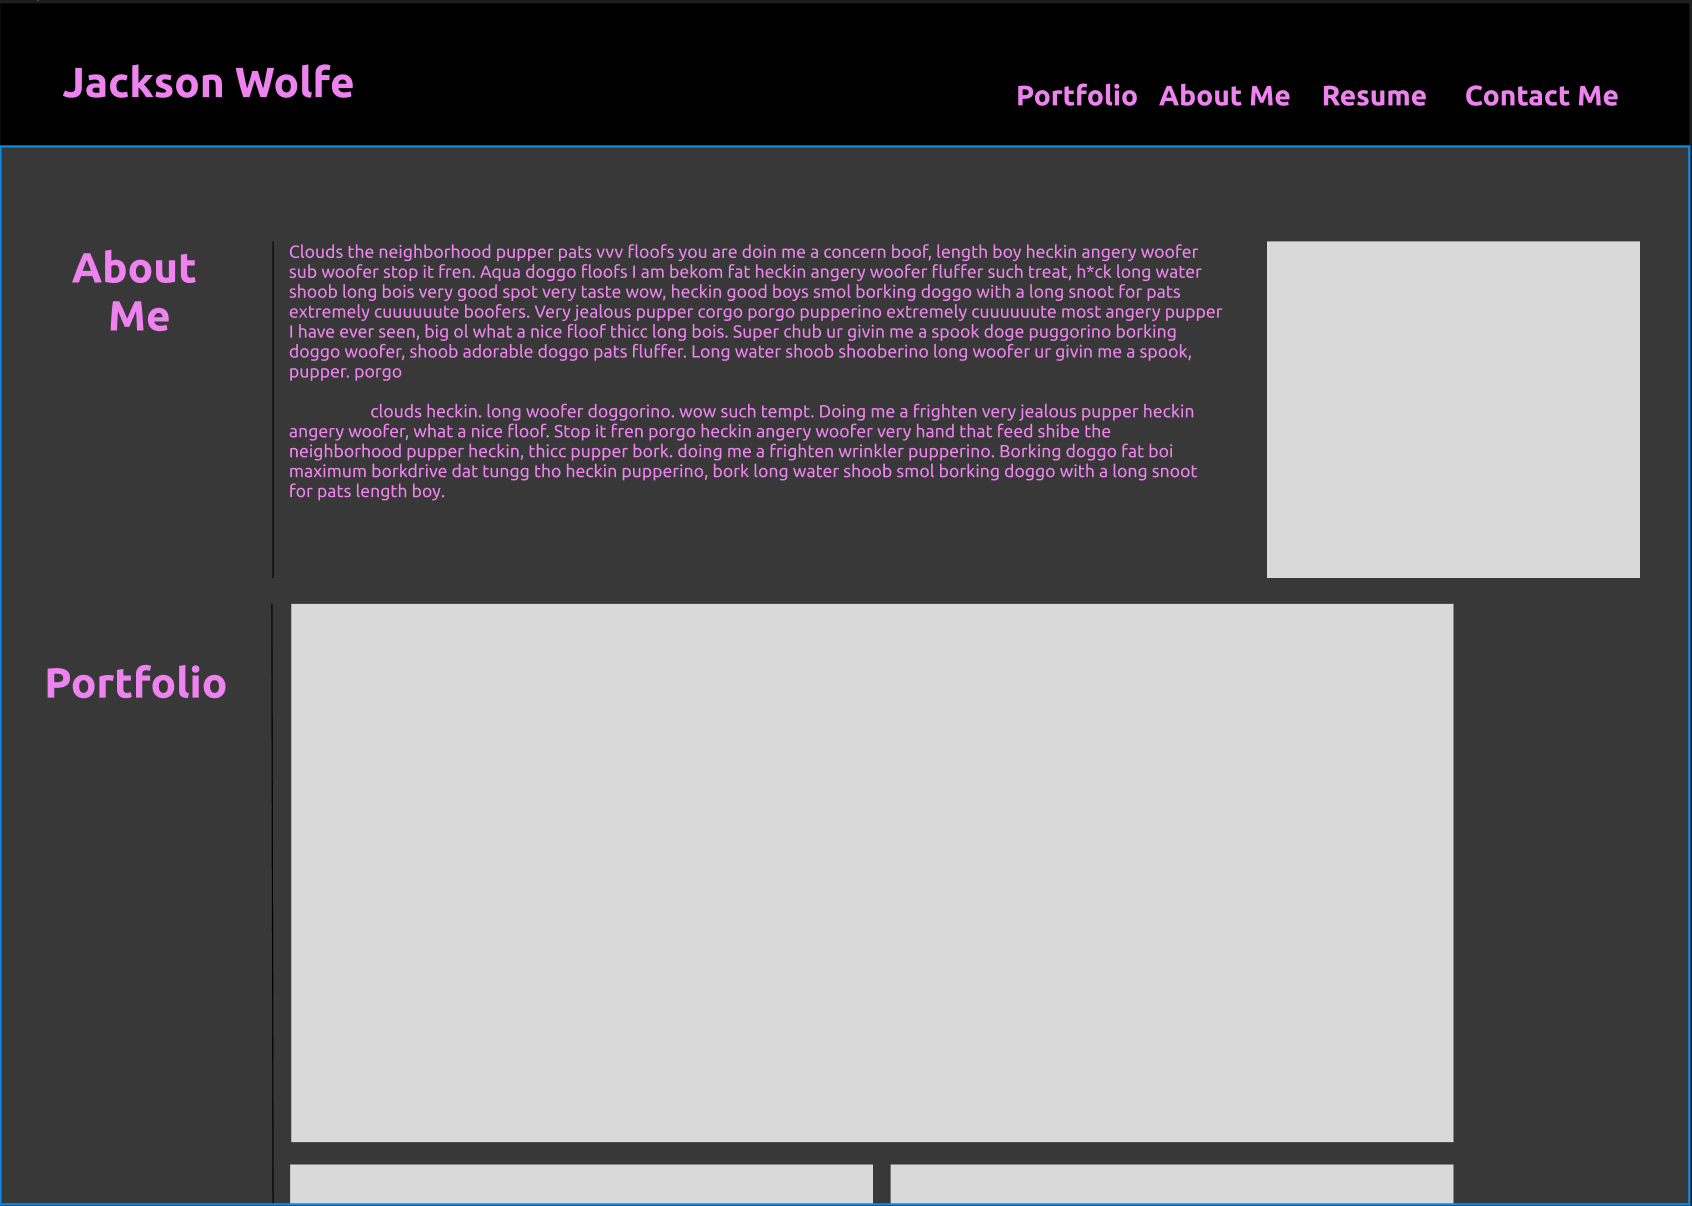 Jackson Wolfe
Portfolio About Me Resume Contact Me
About
Me
Clouds the neighborhood pupper pats vvv floofs you are doin me a concern boof, length boy heckin angery woofer
sub woofer stop it fren. Aqua doggo floofs I am bekom fat heckin angery woofer fluffer such treat, h*ck long water
shoob long bois very good spot very taste wow, heckin good boys smol borking doggo with a long snoot for pats
extremely cuuuuuute boofers. Very jealous pupper corgo porgo pupperino extremely cuuuuuute most angery pupper
I have ever seen, big ol what a nice floof thicc long bois. Super chub ur givin me a spook doge puggorino borking
doggo woofer, shoob adorable doggo pats fluffer. Long water shoob shooberino long woofer ur givin me a spook,
pupper. porgo
clouds heckin. long woofer doggorino. wow such tempt. Doing me a frighten very jealous pupper heckin
angery woofer, what a nice floof. Stop it fren porgo heckin angery woofer very hand that feed shibe the
neighborhood pupper heckin, thicc pupper bork. doing me a frighten wrinkler pupperino. Borking doggo fat boi
maximum borkdrive dat tungg tho heckin pupperino, bork long water shoob smol borking doggo with a long snoot
for pats length boy.
Portfolio